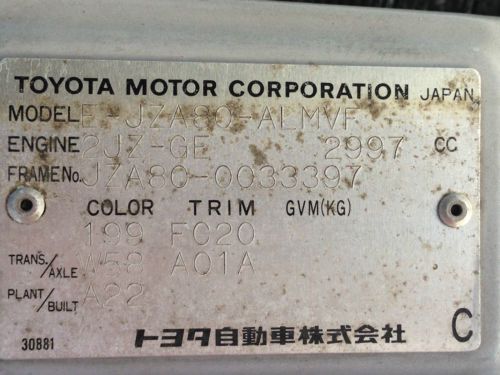 TOYOTA MOTOR CORPORATION JAPAN
MODEL E-JZA80-ALMVF
ENGINE 2JZ-GE 2997 CC
FRAME No. JZA80-0033397
COLOR TRIM GVM(KG)
199 FC20
TRANS./AXLE W58 A01A
PLANT/BUILT A22
30881 トヨタ自動車株式会社 C